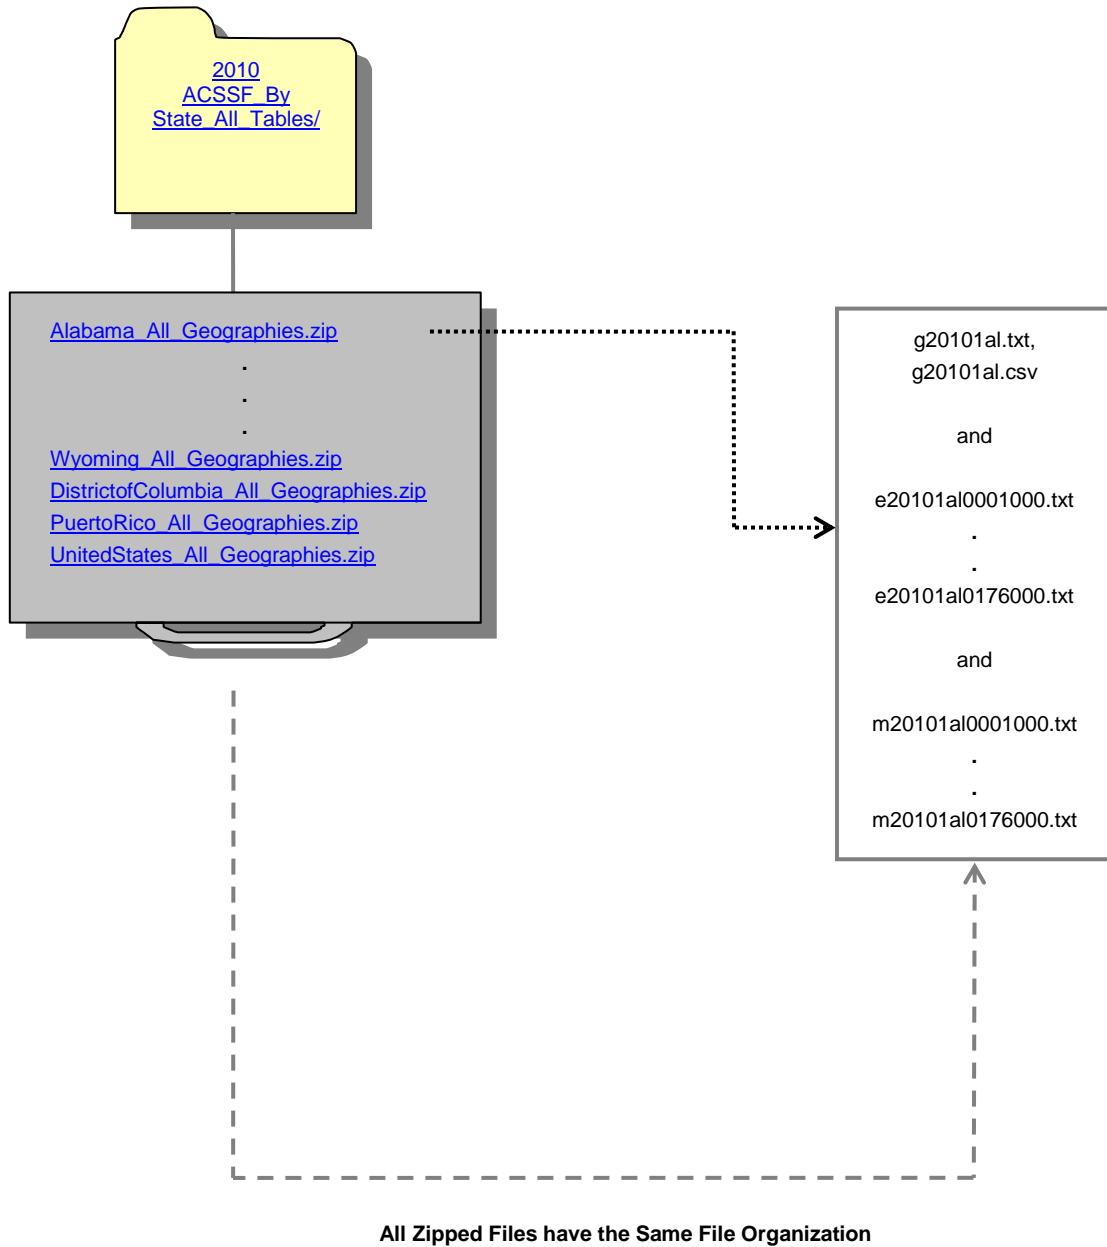 2010
ACSSF_By
State_All_Tables/
Alabama_All_Geographies.zip
.
.
.
Wyoming_All_Geographies.zip
DistrictofColumbia_All_Geographies.zip
PuertoRico_All_Geographies.zip
UnitedStates_All_Geographies.zip
g20101al.txt,
g20101al.csv
and
e20101al0001000.txt
.
.
e20101al0176000.txt
and
m20101al0001000.txt
.
.
m20101al0176000.txt
All Zipped Files have the Same File Organization